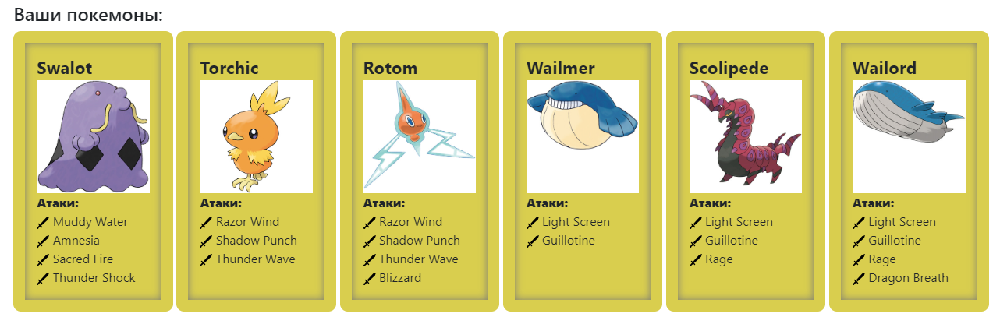 Ваши покемоны:
Swalot
Атаки:
Muddy Water
Amnesia
Sacred Fire
Thunder Shock
Torchic
Атаки:
Razor Wind
Shadow Punch
Thunder Wave
Rotom
Атаки:
Razor Wind
Shadow Punch
Thunder Wave
Blizzard
Wailmer
Атаки:
Light Screen
Guillotine
Scolipede
Атаки:
Light Screen
Guillotine
Rage
Wailord
Атаки:
Light Screen
Guillotine
Rage
Dragon Breath